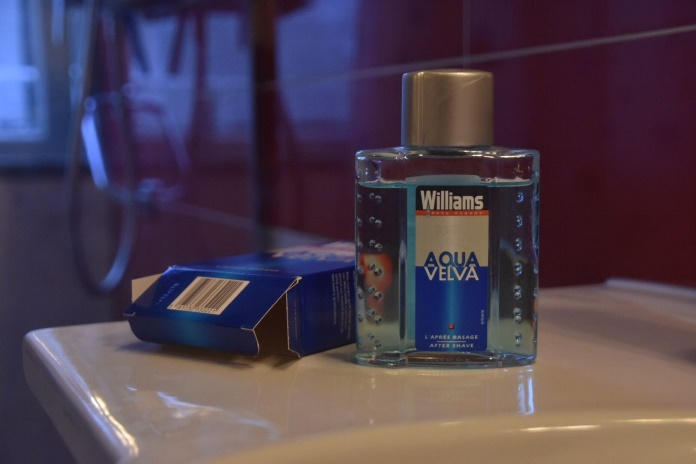 Williams
AQUA
VELVA
L'APRÈS RASAGE
AFTER SHAVE